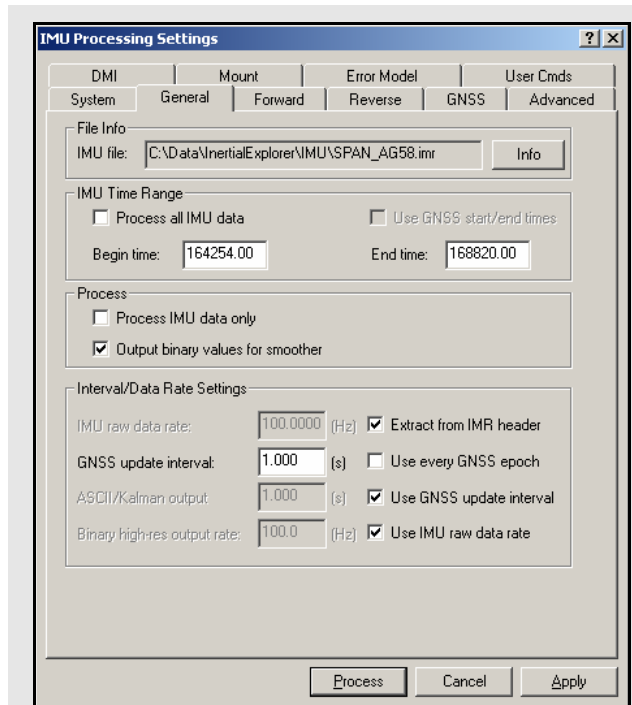 IMU Processing Settings
DMI Mount Error Model User Cmds
System General Forward Reverse GNSS Advanced
File Info
IMU file: C:\Data\InertialExplorer\IMU\SPAN_AG58.imr Info
IMU Time Range
Process all IMU data Use GNSS start/end times
Begin time: 164254.00 End time: 168820.00
Process
Process IMU data only
Output binary values for smoother
Interval/Data Rate Settings
IMU raw data rate: 100.0000 (Hz) Extract from IMR header
GNSS update interval: 1.000 (s) Use every GNSS epoch
ASCII/Kalman output 1.000 (s) Use GNSS update interval
Binary high-res output rate: 100.0 (Hz) Use IMU raw data rate
Process Cancel Apply